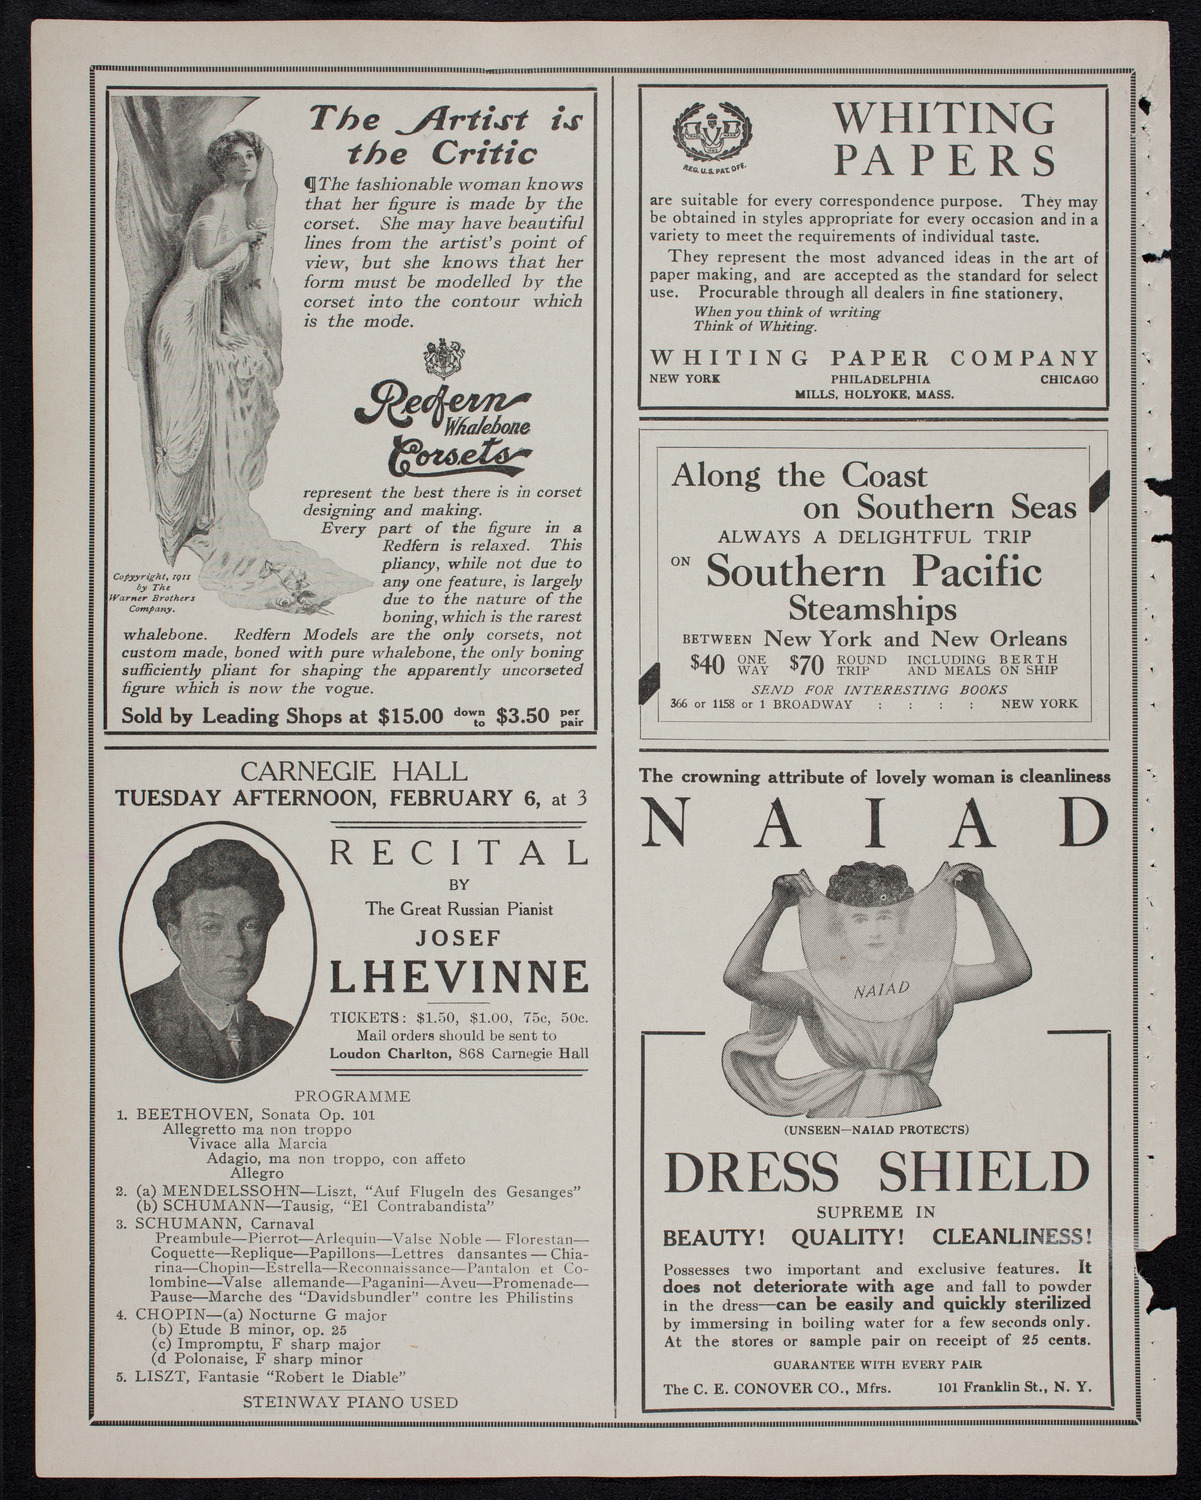 The Artist is
the Critic
¶The fashionable woman knows
that her figure is made by the
corset. She may have beautiful
lines from the artist's point of
view, but she knows that her
form must be modelled by the
corset into the contour which
is the mode.
Redfern
Whalebone
Corsets
represent the best there is in corset
designing and making.
Every part of the figure in a
Redfern is relaxed. This
pliancy, while not due to
any one feature, is largely
due to the nature of the
boning, which is the rarest
Copyright, 1911
by The
Warner Brothers
Company.
whalebone. Redfern Models are the only corsets, not
custom made, boned with pure whalebone, the only boning
sufficiently pliant for shaping the apparently uncorseted
figure which is now the vogue.
Sold by Leading Shops at $15.00 down to $3.50 per pair
CARNEGIE HALL
TUESDAY AFTERNOON, FEBRUARY 6, at 3
RECITAL
BY
The Great Russian Pianist
JOSEF
LHEVINNE
TICKETS: $1.50, $1.00, 75c, 50c.
Mail orders should be sent to
Loudon Charlton, 868 Carnegie Hall
PROGRAMME
1. BEETHOVEN, Sonata Op. 101
Allegretto ma non troppo
Vivace alla Marcia
Adagio, ma non troppo, con affeto
Allegro
2. (a) MENDELSSOHN—Liszt, "Auf Flugeln des Gesanges"
(b) SCHUMANN—Tausig, "El Contrabandista"
3. SCHUMANN, Carnaval
Preambule—Pierrot—Arlequin—Valse Noble—Florestan—
Coquette—Replique—Papillons—Lettres dansantes—Chia-
rina—Chopin—Estrella—Reconnaissance—Pantalon et Co-
lombine—Valse allemande—Paganini—Aveu—Promenade—
Pause—Marche des "Davidsbundler" contre les Philistins
4. CHOPIN—(a) Nocturne G major
(b) Etude B minor, op. 25
(c) Impromptu, F sharp major
(d Polonaise, F sharp minor
5. LISZT, Fantasie "Robert le Diable"
STEINWAY PIANO USED
REG. U.S. PAT. OFF.
WHITING
PAPERS
are suitable for every correspondence purpose. They may
be obtained in styles appropriate for every occasion and in a
variety to meet the requirements of individual taste.
They represent the most advanced ideas in the art of
paper making, and are accepted as the standard for select
use. Procurable through all dealers in fine stationery,
When you think of writing
Think of Whiting.
WHITING PAPER COMPANY
NEW YORK PHILADELPHIA CHICAGO
MILLS, HOLYOKE, MASS.
Along the Coast
on Southern Seas
ALWAYS A DELIGHTFUL TRIP
ON Southern Pacific
Steamships
BETWEEN New York and New Orleans
$40 ONE WAY $70 ROUND TRIP INCLUDING BERTH AND MEALS ON SHIP
SEND FOR INTERESTING BOOKS
366 or 1158 or 1 BROADWAY : : : : NEW YORK
The crowning attribute of lovely woman is cleanliness
NAIAD
NAIAD
(UNSEEN—NAIAD PROTECTS)
DRESS SHIELD
SUPREME IN
BEAUTY! QUALITY! CLEANLINESS!
Possesses two important and exclusive features. It
does not deteriorate with age and fall to powder
in the dress—can be easily and quickly sterilized
by immersing in boiling water for a few seconds only.
At the stores or sample pair on receipt of 25 cents.
GUARANTEE WITH EVERY PAIR
The C. E. CONOVER CO., Mfrs. 101 Franklin St., N. Y.